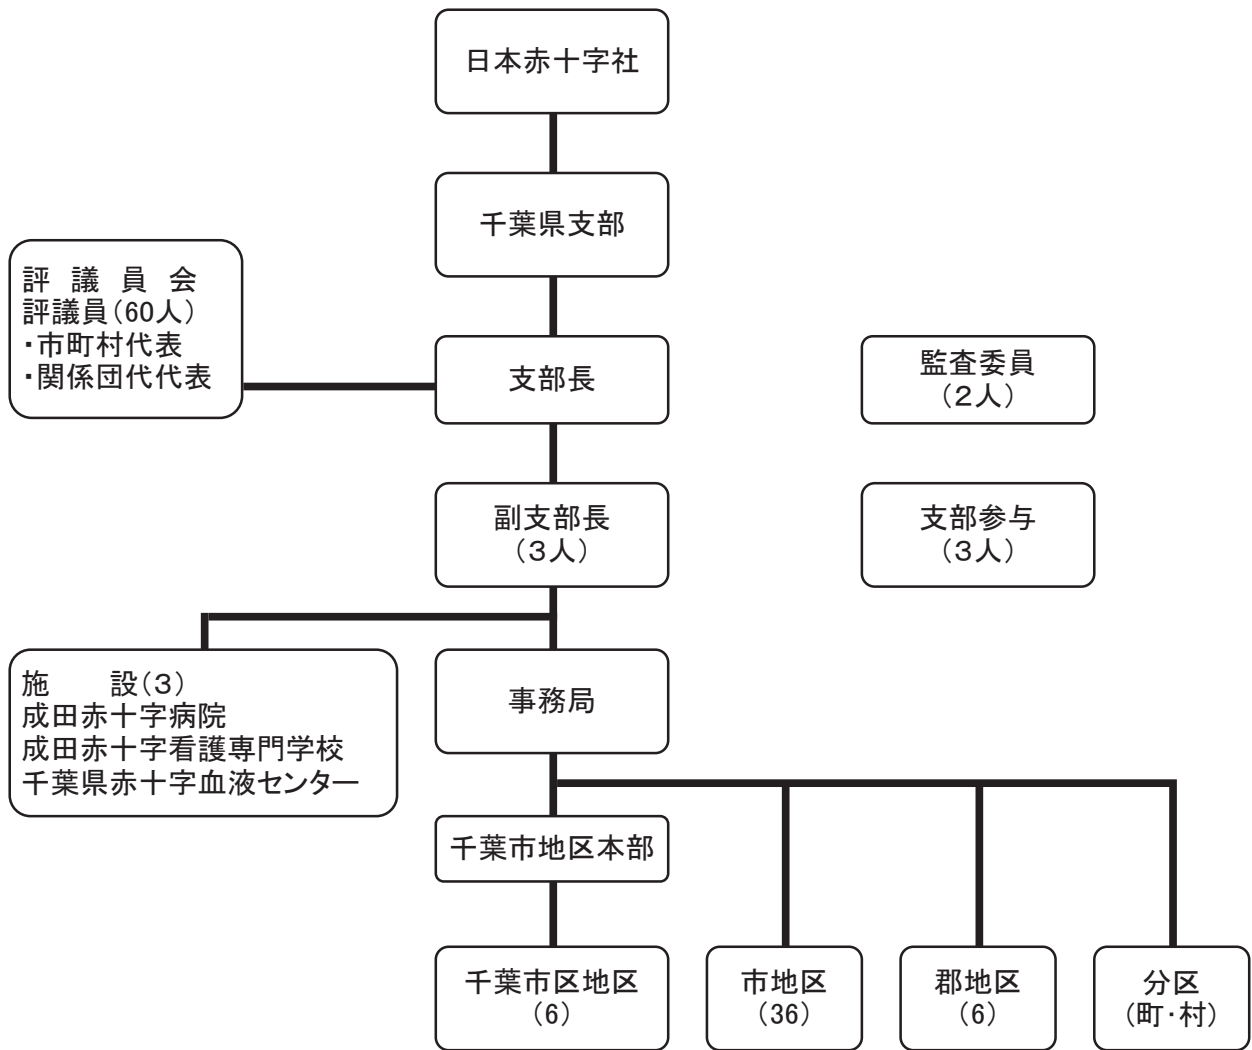 日本赤十字社
千葉県支部
評　議　員　会
評議員(60人)
・市町村代表
・関係団代代表
支部長
監査委員
(２人)
副支部長
(３人)
支部参与
(３人)
施　　設(３)
成田赤十字病院
成田赤十字看護専門学校
千葉県赤十字血液センター
事務局
千葉市地区本部
千葉市区地区
(6)
市地区
(36)
郡地区
(6)
分区
(町・村)